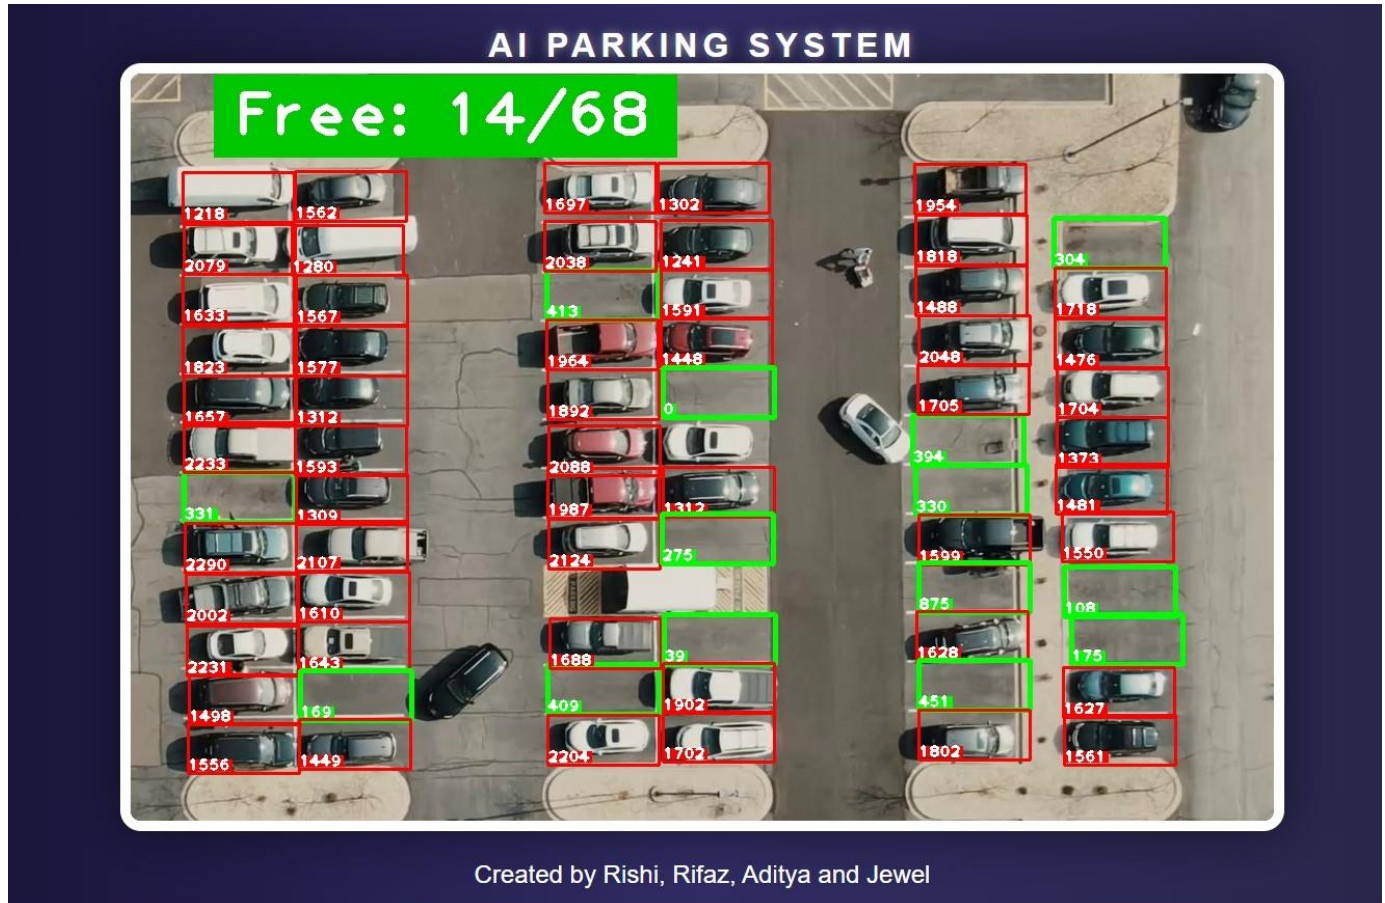 AI PARKING SYSTEM
Free: 14/68
1218 1562 1697 1302 1954
2079 1280 2038 1241 1818 304
1633 1567 413 1591 1488 1718
1823 1577 1964 1448 2048 1476
1657 1312 1892 0 1705 1704
2233 1593 2088 394 1373
331 1309 1987 1312 330 1481
2290 2107 2124 275 1599 1550
2002 1610 875 108
2231 1643 1688 39 1628 175
1498 169 409 1902 451 1627
1556 1449 2204 1702 1802 1561
Created by Rishi, Rifaz, Aditya and Jewel